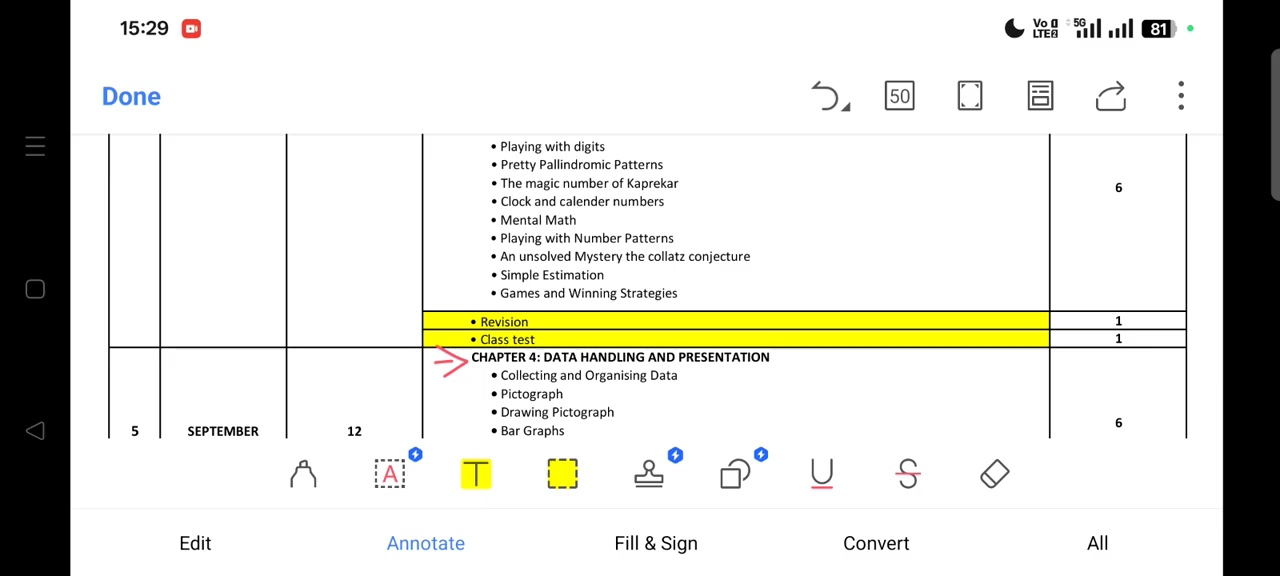 15:29
Vo LTE2 5G 81
Done
50
• Playing with digits
• Pretty Pallindromic Patterns
• The magic number of Kaprekar
6
• Clock and calender numbers
• Mental Math
• Playing with Number Patterns
• An unsolved Mystery the collatz conjecture
• Simple Estimation
• Games and Winning Strategies
• Revision 1
• Class test 1
CHAPTER 4: DATA HANDLING AND PRESENTATION
• Collecting and Organising Data
• Pictograph
• Drawing Pictograph
6
5 SEPTEMBER 12 • Bar Graphs
A T U S
Edit Annotate Fill & Sign Convert All